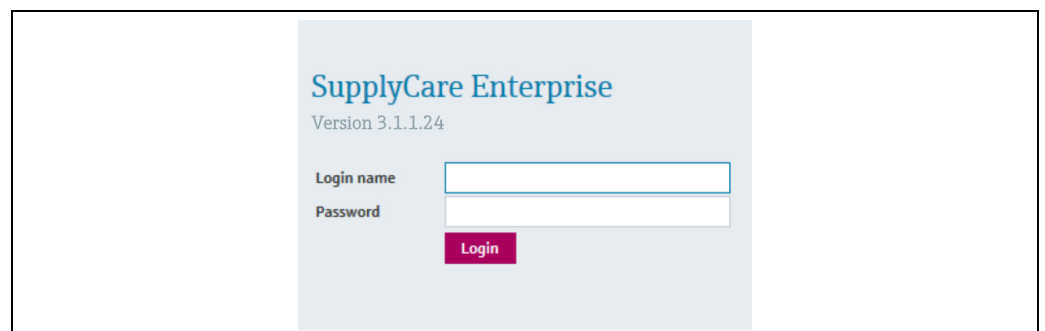 SupplyCare Enterprise
Version 3.1.1.24
Login name
Password
Login